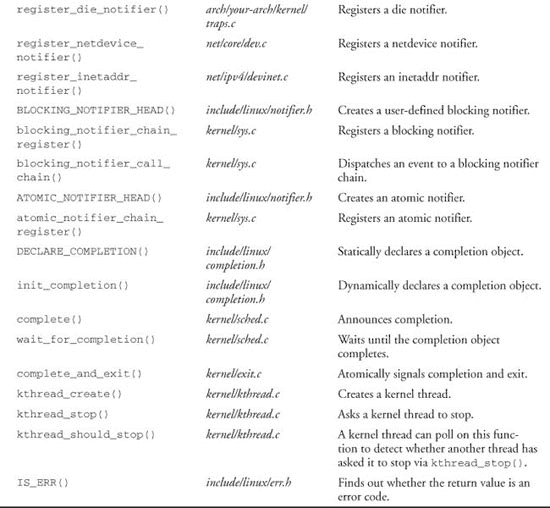 register_die_notifier() arch/your-arch/kernel/ Registers a die notifier.
traps.c
register_netdevice_ net/core/dev.c Registers a netdevice notifier.
notifier()
register_inetaddr_ net/ipv4/devinet.c Registers an inetaddr notifier.
notifier()
BLOCKING_NOTIFIER_HEAD() include/linux/notifier.h Creates a user-defined blocking notifier.
blocking_notifier_chain_ kernel/sys.c Registers a blocking notifier.
register()
blocking_notifier_call_ kernel/sys.c Dispatches an event to a blocking notifier
chain() chain.
ATOMIC_NOTIFIER_HEAD() include/linux/notifier.h Creates an atomic notifier.
atomic_notifier_chain_ kernel/sys.c Registers an atomic notifier.
register()
DECLARE_COMPLETION() include/linux/ Statically declares a completion object.
completion.h
init_completion() include/linux/ Dynamically declares a completion object.
completion.h
complete() kernel/sched.c Announces completion.
wait_for_completion() kernel/sched.c Waits until the completion object
completes.
complete_and_exit() kernel/exit.c Atomically signals completion and exit.
kthread_create() kernel/kthread.c Creates a kernel thread.
kthread_stop() kernel/kthread.c Asks a kernel thread to stop.
kthread_should_stop() kernel/kthread.c A kernel thread can poll on this func-
tion to detect whether another thread has
asked it to stop via kthread_stop().
IS_ERR() include/linux/err.h Finds out whether the return value is an
error code.